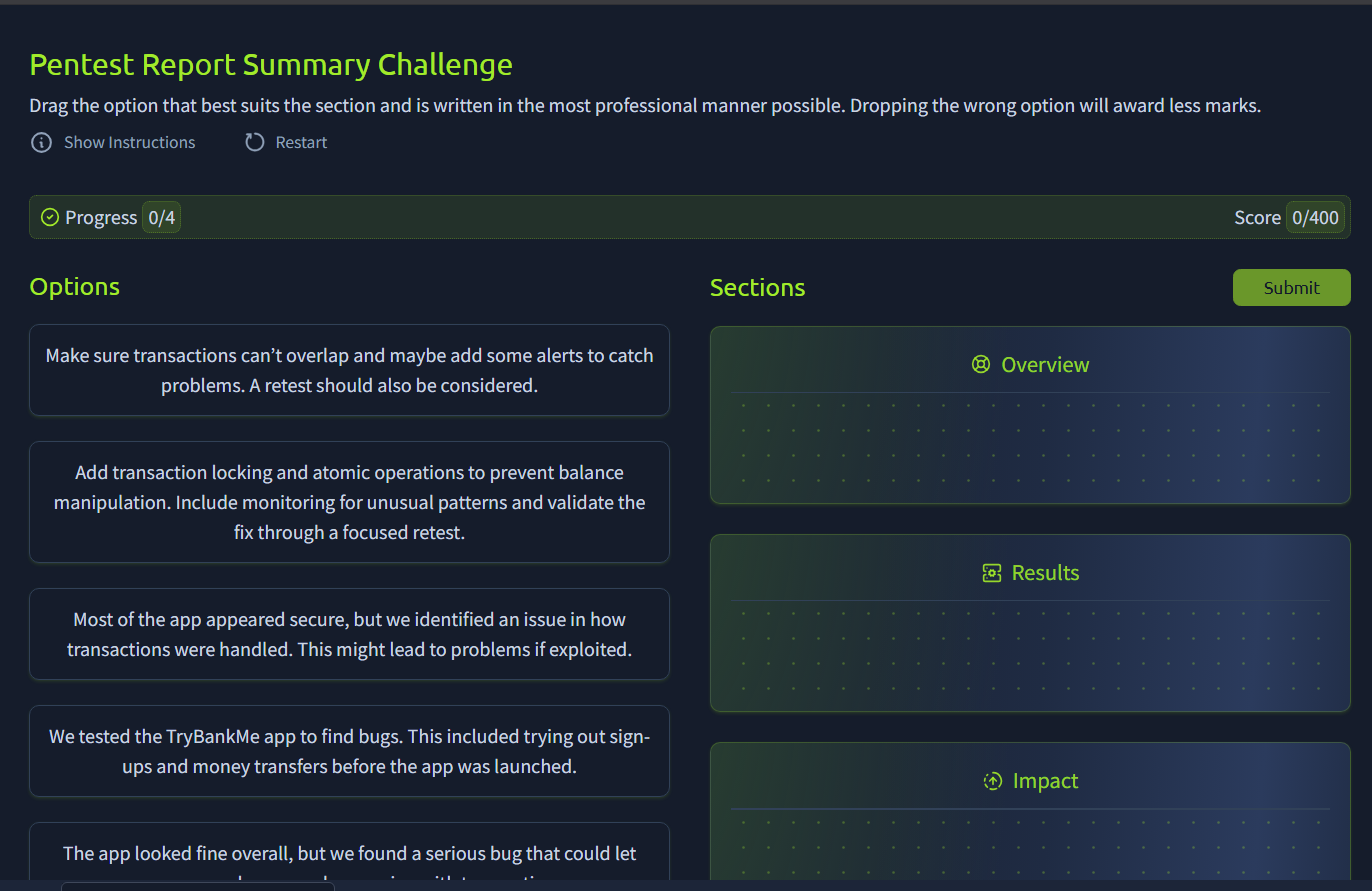 Pentest Report Summary Challenge
Drag the option that best suits the section and is written in the most professional manner possible. Dropping the wrong option will award less marks.
Show Instructions
Restart
Progress 0/4
Score 0/400
Options
Make sure transactions can’t overlap and maybe add some alerts to catch
problems. A retest should also be considered.
Add transaction locking and atomic operations to prevent balance
manipulation. Include monitoring for unusual patterns and validate the
fix through a focused retest.
Most of the app appeared secure, but we identified an issue in how
transactions were handled. This might lead to problems if exploited.
We tested the TryBankMe app to find bugs. This included trying out sign-
ups and money transfers before the app was launched.
The app looked fine overall, but we found a serious bug that could let
Sections
Submit
Overview
Results
Impact